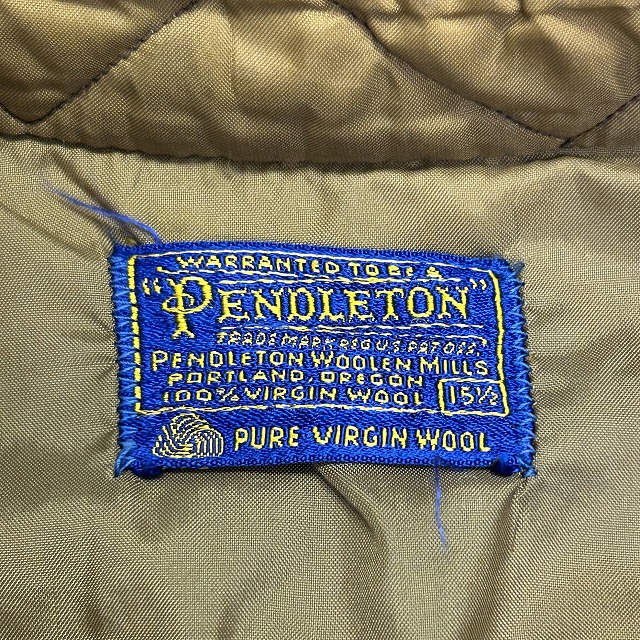 WARRANTED TO BE A
"PENDLETON"
TRADE MARK REG U.S. PAT. OFF.
PENDLETON WOOLEN MILLS
PORTLAND, OREGON
100% VIRGIN WOOL 15½
PURE VIRGIN WOOL